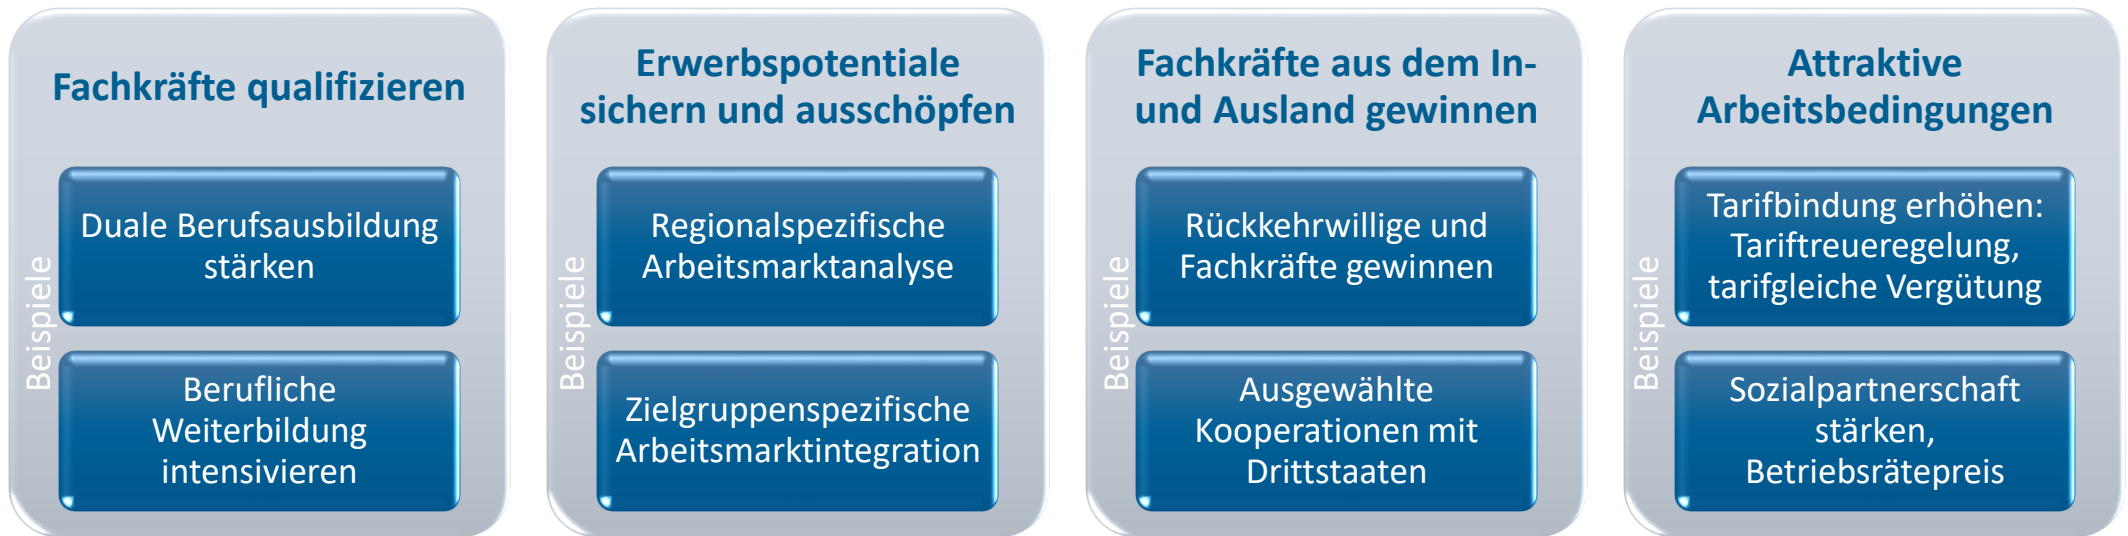 Fachkräfte qualifizieren
Beispiele
Duale Berufsausbildung
stärken
Berufliche
Weiterbildung
intensivieren
Erwerbspotentiale
sichern und ausschöpfen
Beispiele
Regionalspezifische
Arbeitsmarktanalyse
Zielgruppenspezifische
Arbeitsmarktintegration
Fachkräfte aus dem In-
und Ausland gewinnen
Beispiele
Rückkehrwillige und
Fachkräfte gewinnen
Ausgewählte
Kooperationen mit
Drittstaaten
Attraktive
Arbeitsbedingungen
Beispiele
Tarifbindung erhöhen:
Tariftreueregelung,
tarifgleiche Vergütung
Sozialpartnerschaft
stärken,
Betriebsrätepreis